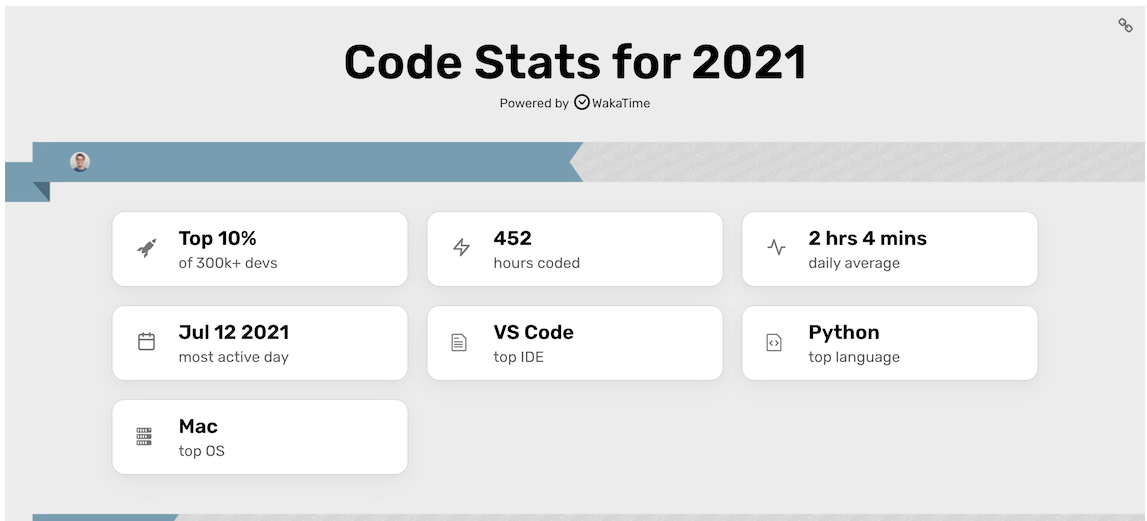 Code Stats for 2021
Powered by WakaTime
Top 10%
of 300k+ devs
452
hours coded
2 hrs 4 mins
daily average
Jul 12 2021
most active day
VS Code
top IDE
Python
top language
Mac
top OS